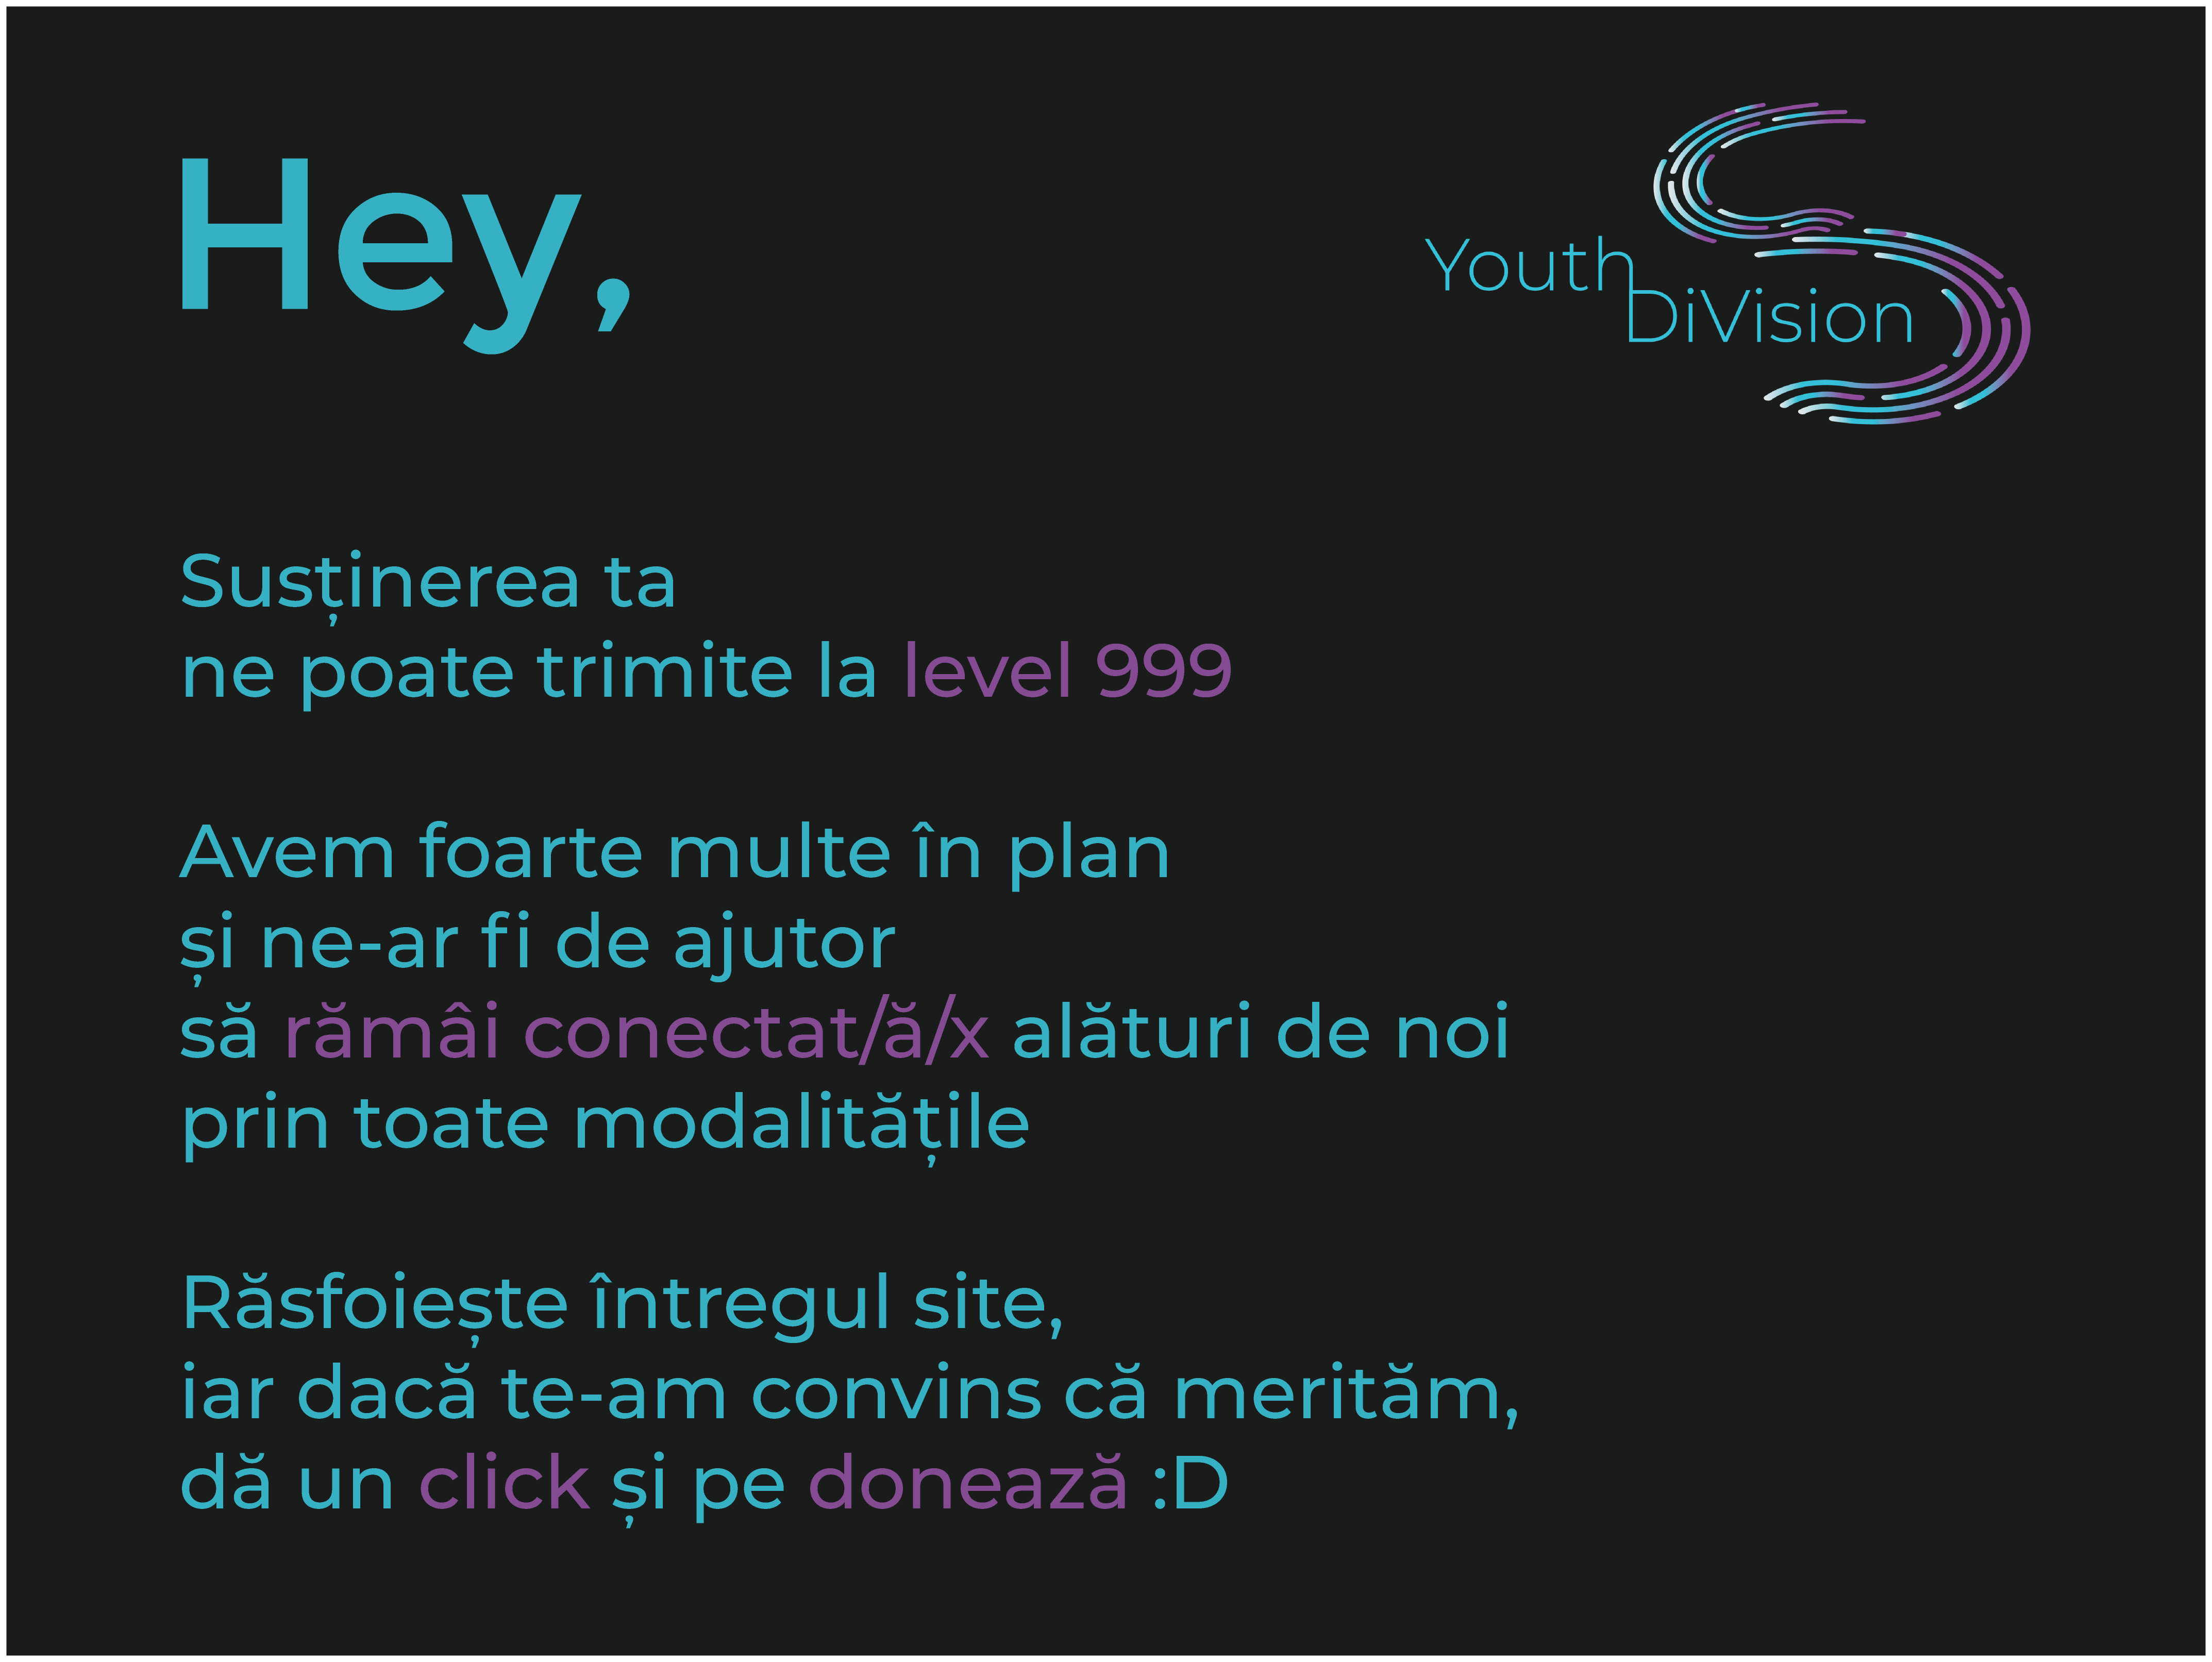 Hey,
Youth
DiVision
Susținerea ta
ne poate trimite la level 999
Avem foarte multe în plan
și ne-ar fi de ajutor
să rămâi conectat/ă/x alături de noi
prin toate modalitățile
Răsfoiește întregul site,
iar dacă te-am convins că merităm,
dă un click și pe donează :D